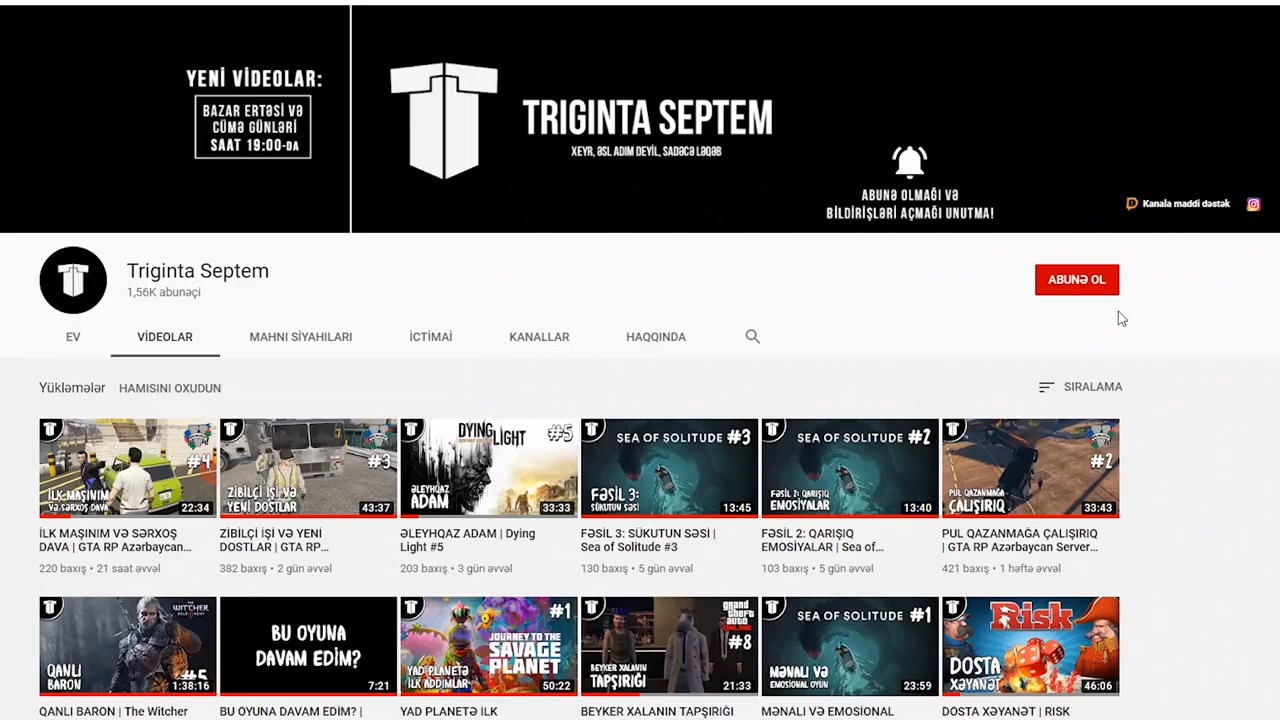 YENİ VİDEOLAR:
BAZAR ERTƏSİ VƏ
CÜMƏ GÜNLƏRİ
SAAT 19:00-DA
TRIGINTA SEPTEM
XEYR, ƏSL ADIM DEYİL, SADƏCƏ LƏQƏB
ABUNƏ OLMAĞI VƏ
BİLDİRİŞLƏRİ AÇMAĞI UNUTMA!
Kanala maddi dəstək
Triginta Septem
1,56K abunəçi
ABUNƏ OL
EV VİDEOLAR MAHNI SİYAHILARI İCTİMAİ KANALLAR HAQQINDA
Yükləmələr HAMISINI OXUDUN
SIRALAMA
#4
İLK MAŞINIM
VƏ SƏRXOŞ DAVA
22:34
#3
ZİBİLÇİ İŞİ VƏ
YENİ DOSTLAR
43:37
DYING LIGHT
#5
ƏLEYHQAZ
ADAM
33:33
SEA OF SOLITUDE #3
FƏSİL 3:
SÜKUTUN SƏSİ
13:45
SEA OF SOLITUDE #2
FƏSİL 2: QARIŞIQ
EMOSİYALAR
13:40
#2
PUL QAZANMAĞA
ÇALIŞIRIQ
33:43
İLK MAŞINIM VƏ SƏRXOŞ
DAVA | GTA RP Azərbaycan...
220 baxış • 21 saat əvvəl
ZİBİLÇİ İŞİ VƏ YENİ
DOSTLAR | GTA RP...
382 baxış • 2 gün əvvəl
ƏLEYHQAZ ADAM | Dying
Light #5
203 baxış • 3 gün əvvəl
FƏSİL 3: SÜKUTUN SƏSİ |
Sea of Solitude #3
130 baxış • 5 gün əvvəl
FƏSİL 2: QARIŞIQ
EMOSİYALAR | Sea of...
103 baxış • 5 gün əvvəl
PUL QAZANMAĞA ÇALIŞIRIQ
| GTA RP Azərbaycan Server...
421 baxış • 1 həftə əvvəl
THE WITCHER
QANLI
BARON
#5
1:38:16
BU OYUNA
DAVAM EDİM?
7:21
#1
JOURNEY TO THE
SAVAGE
PLANET
YAD PLANETƏ
İLK ADDIMLAR
50:22
grand
theft
auto
ONLINE
#8
BEYKER XALANIN
TAPŞIRIĞI
21:33
SEA OF SOLITUDE #1
MƏNALI VƏ
EMOSIONAL OYUN
23:59
RISK
DOSTA
XƏYANƏT
46:06
QANLI BARON | The Witcher
BU OYUNA DAVAM EDİM? |
YAD PLANETƏ İLK
BEYKER XALANIN TAPŞIRIĞI
MƏNALI VƏ EMOSIONAL
DOSTA XƏYANƏT | RISK